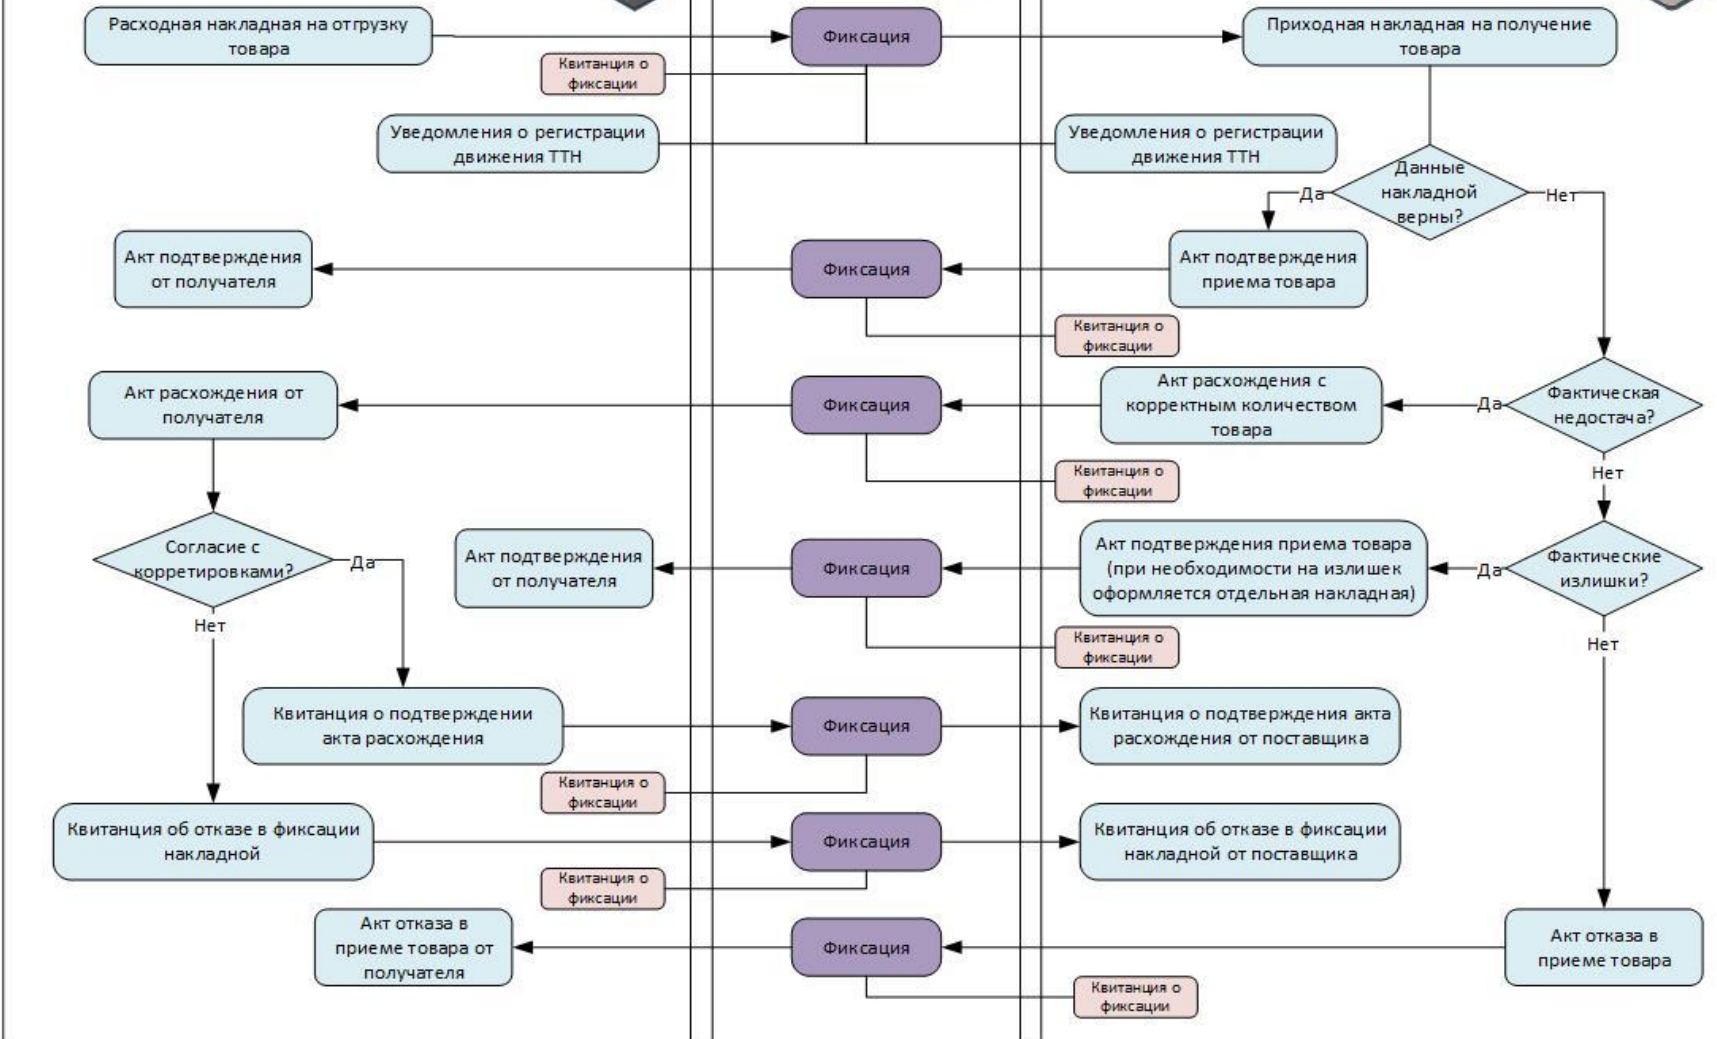 Расходная накладная на отгрузку
товара
Фиксация
Приходная накладная на получение
товара
Квитанция о
фиксации
Уведомления о регистрации
движения ТТН
Уведомления о регистрации
движения ТТН
Данные
накладной
верны?
Да
Нет
Акт подтверждения
от получателя
Фиксация
Акт подтверждения
приема товара
Квитанция о
фиксации
Акт расхождения от
получателя
Фиксация
Акт расхождения с
корректным количеством
товара
Да
Фактическая
недостача?
Квитанция о
фиксации
Нет
Согласие с
корретировками?
Да
Нет
Акт подтверждения
от получателя
Фиксация
Акт подтверждения приема товара
(при необходимости на излишек
оформляется отдельная накладная)
Да
Фактические
излишки?
Квитанция о
фиксации
Нет
Квитанция о подтверждении
акта расхождения
Фиксация
Квитанция о подтверждения акта
расхождения от поставщика
Квитанция о
фиксации
Квитанция об отказе в фиксации
накладной
Фиксация
Квитанция об отказе в фиксации
накладной от поставщика
Квитанция о
фиксации
Акт отказа в
приеме товара от
получателя
Фиксация
Акт отказа в
приеме товара
Квитанция о
фиксации